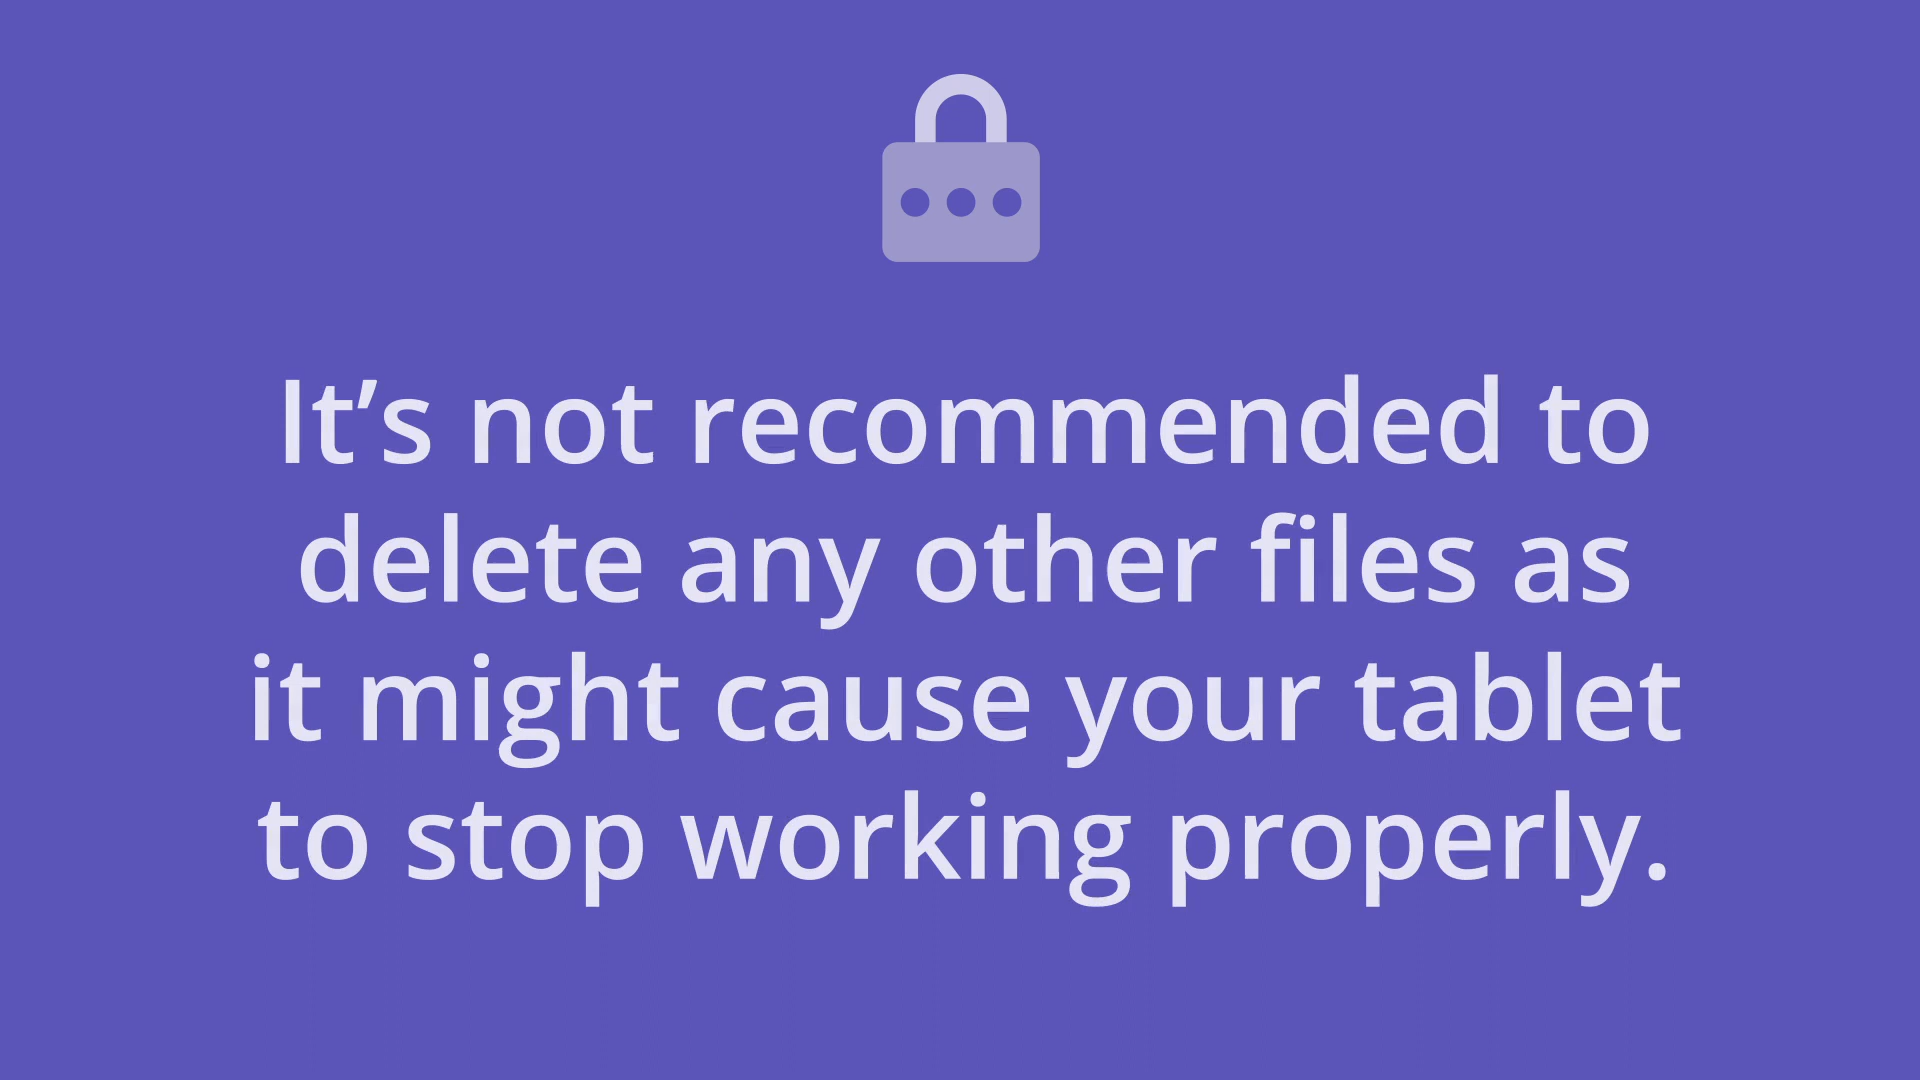 It’s not recommended to
delete any other files as
it might cause your tablet
to stop working properly.